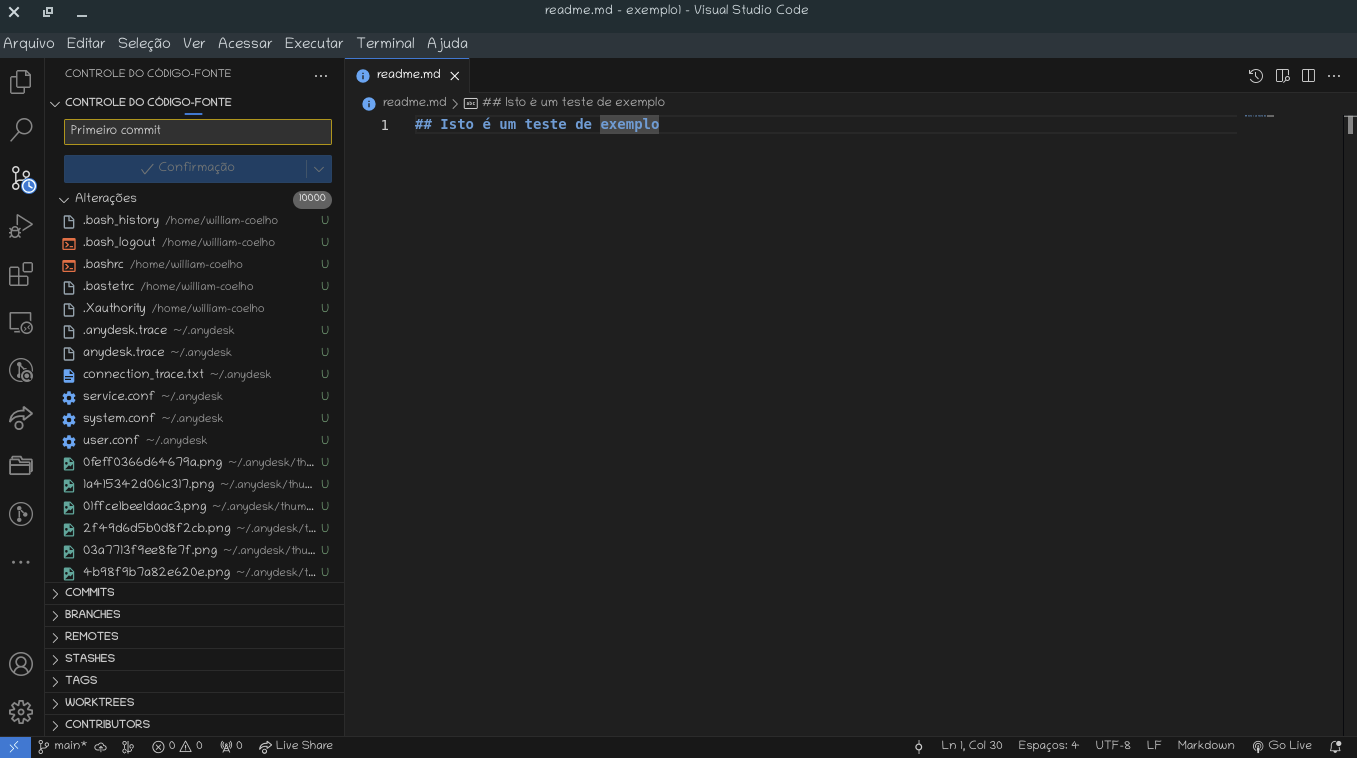 readme.md - exemplo1 - Visual Studio Code
Arquivo Editar Seleção Ver Acessar Executar Terminal Ajuda
CONTROLE DO CÓDIGO-FONTE
readme.md
CONTROLE DO CÓDIGO-FONTE
readme.md > ## Isto é um teste de exemplo
Primeiro commit
1 ## Isto é um teste de exemplo
Confirmação
Alterações 10000
.bash_history /home/william-coelho U
.bash_logout /home/william-coelho U
.bashrc /home/william-coelho U
.bastetrc /home/william-coelho U
.Xauthority /home/william-coelho U
.anydesk.trace ~/.anydesk U
anydesk.trace ~/.anydesk U
connection_trace.txt ~/.anydesk U
service.conf ~/.anydesk U
system.conf ~/.anydesk U
user.conf ~/.anydesk U
0feff0366d64679a.png ~/.anydesk/th... U
1a415342d061c317.png ~/.anydesk/thu... U
01ffce1bee1daac3.png ~/.anydesk/thum... U
2f49d6d5b0d8f2cb.png ~/.anydesk/t... U
03a7713f9ee8fe7f.png ~/.anydesk/thu... U
4b98f9b7a82e620e.png ~/.anydesk/t... U
COMMITS
BRANCHES
REMOTES
STASHES
TAGS
WORKTREES
CONTRIBUTORS
main* 0 0 0 Live Share Ln 1, Col 30 Espaços: 4 UTF-8 LF Markdown Go Live